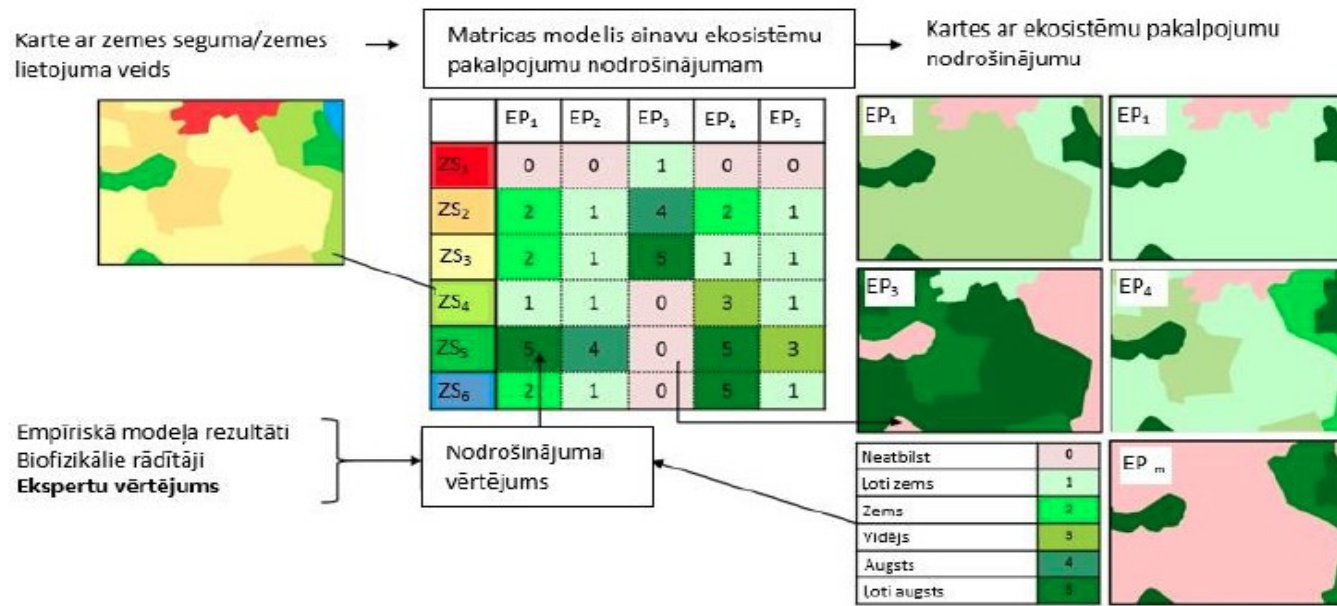 Karte ar zemes seguma/zemes
lietojuma veids
Matricas modelis ainavu ekosistēmu
pakalpojumu nodrošinājumam
Kartes ar ekosistēmu pakalpojumu
nodrošinājumu
EP₁ EP₂ EP₃ EP₄ EP₅
ZS₁ 0 0 1 0 0
ZS₂ 2 1 4 2 1
ZS₃ 2 1 5 1 1
ZS₄ 1 1 0 3 1
ZS₅ 5 4 0 5 3
ZS₆ 2 1 0 5 1
EP₁
EP₁
EP₃
EP₄
EP m
Empīriskā modeļa rezultāti
Biofizikālie rādītāji
Ekspertu vērtējums
Nodrošinājuma
vērtējums
Neatbilst 0
Ļoti zems 1
Zems 2
Vidējs 3
Augsts 4
Ļoti augsts 5